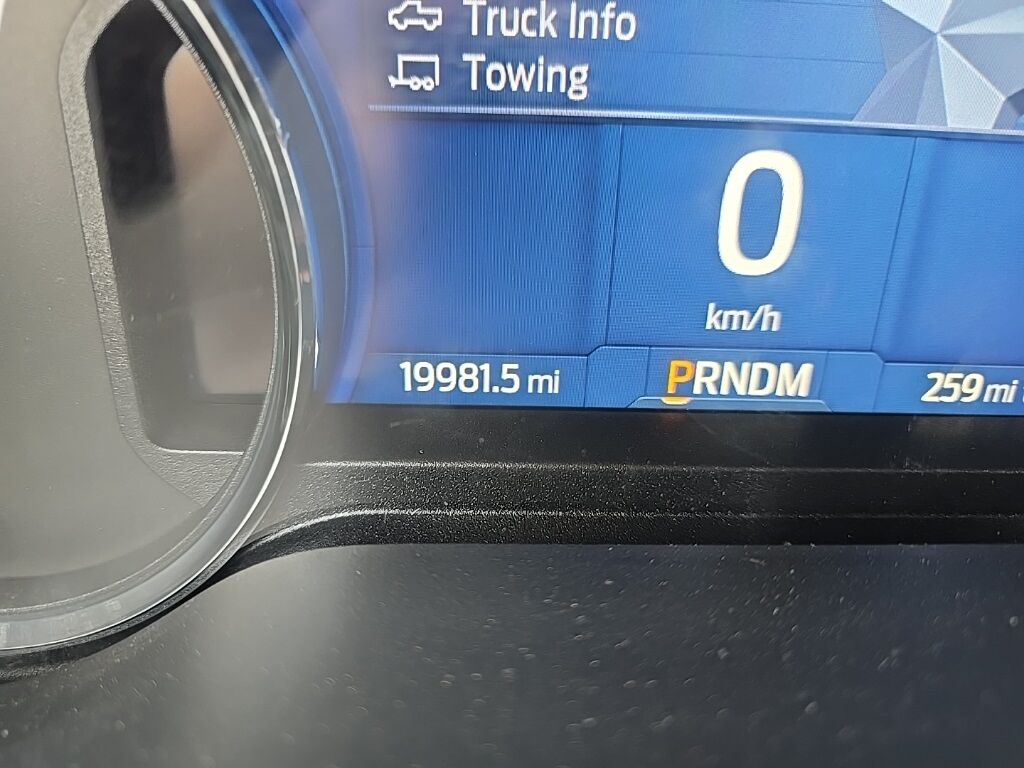 Truck Info
Towing
0
km/h
19981.5 mi
PRNDM
259 mi